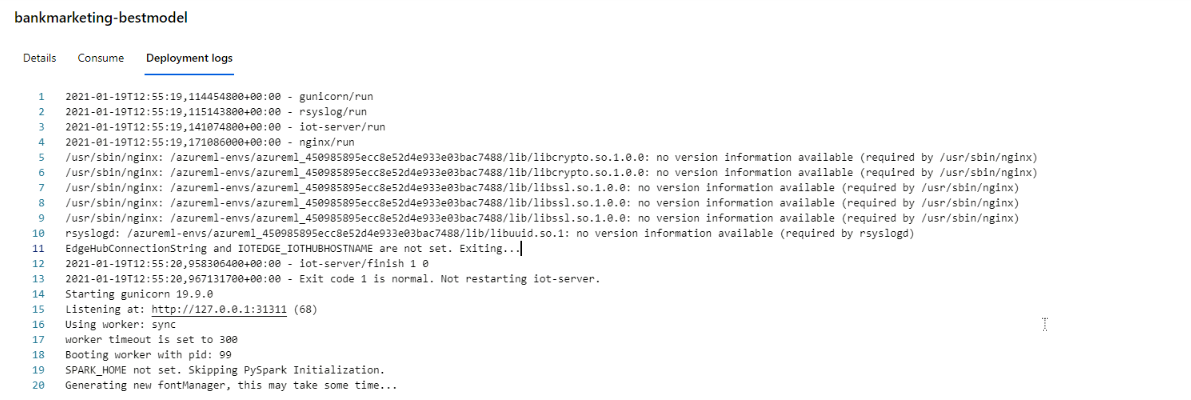 bankmarketing-bestmodel
Details Consume Deployment logs
1 2021-01-19T12:55:19,114454800+00:00 - gunicorn/run
2 2021-01-19T12:55:19,115143800+00:00 - rsyslog/run
3 2021-01-19T12:55:19,141074800+00:00 - iot-server/run
4 2021-01-19T12:55:19,171086000+00:00 - nginx/run
5 /usr/sbin/nginx: /azureml-envs/azureml_450985895ecc8e52d4e933e03bac7488/lib/libcrypto.so.1.0.0: no version information available (required by /usr/sbin/nginx)
6 /usr/sbin/nginx: /azureml-envs/azureml_450985895ecc8e52d4e933e03bac7488/lib/libcrypto.so.1.0.0: no version information available (required by /usr/sbin/nginx)
7 /usr/sbin/nginx: /azureml-envs/azureml_450985895ecc8e52d4e933e03bac7488/lib/libssl.so.1.0.0: no version information available (required by /usr/sbin/nginx)
8 /usr/sbin/nginx: /azureml-envs/azureml_450985895ecc8e52d4e933e03bac7488/lib/libssl.so.1.0.0: no version information available (required by /usr/sbin/nginx)
9 /usr/sbin/nginx: /azureml-envs/azureml_450985895ecc8e52d4e933e03bac7488/lib/libssl.so.1.0.0: no version information available (required by /usr/sbin/nginx)
10 rsyslogd: /azureml-envs/azureml_450985895ecc8e52d4e933e03bac7488/lib/libuuid.so.1: no version information available (required by rsyslogd)
11 EdgeHubConnectionString and IOTEDGE_IOTHUBHOSTNAME are not set. Exiting...
12 2021-01-19T12:55:20,958306400+00:00 - iot-server/finish 1 0
13 2021-01-19T12:55:20,967131700+00:00 - Exit code 1 is normal. Not restarting iot-server.
14 Starting gunicorn 19.9.0
15 Listening at: http://127.0.0.1:31311 (68)
16 Using worker: sync
17 worker timeout is set to 300
18 Booting worker with pid: 99
19 SPARK_HOME not set. Skipping PySpark Initialization.
20 Generating new fontManager, this may take some time...